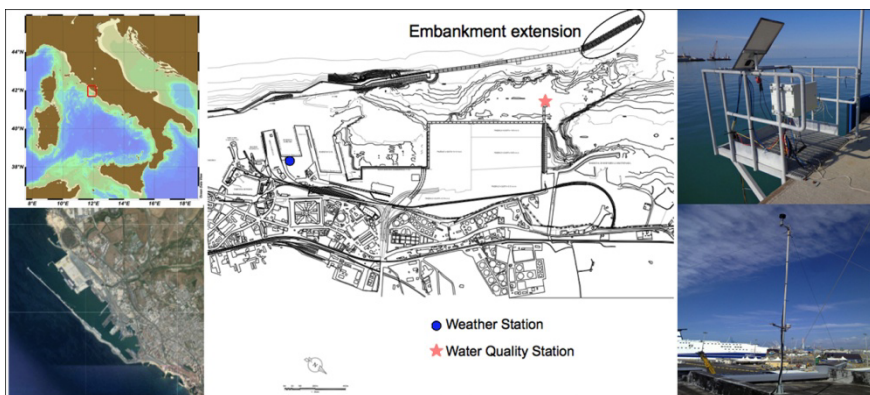 44°N
42°N
40°N
38°N
8°E
10°E
12°E
14°E
16°E
18°E
Embankment extension
Weather Station
Water Quality Station